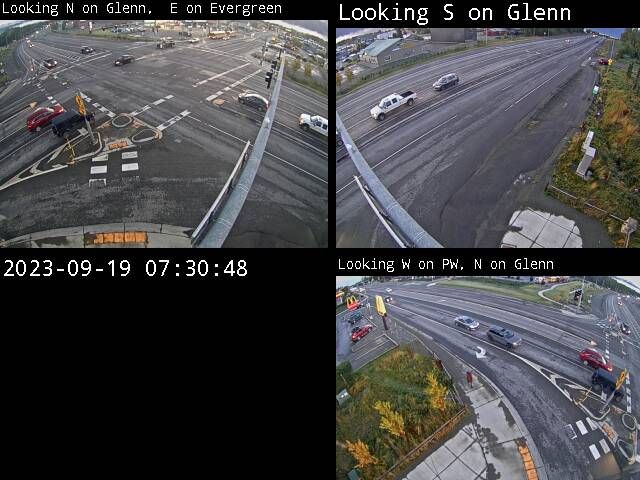 Looking N on Glenn,  E on Evergreen
Looking S on Glenn
2023-09-19 07:30:48
Looking W on PW, N on Glenn